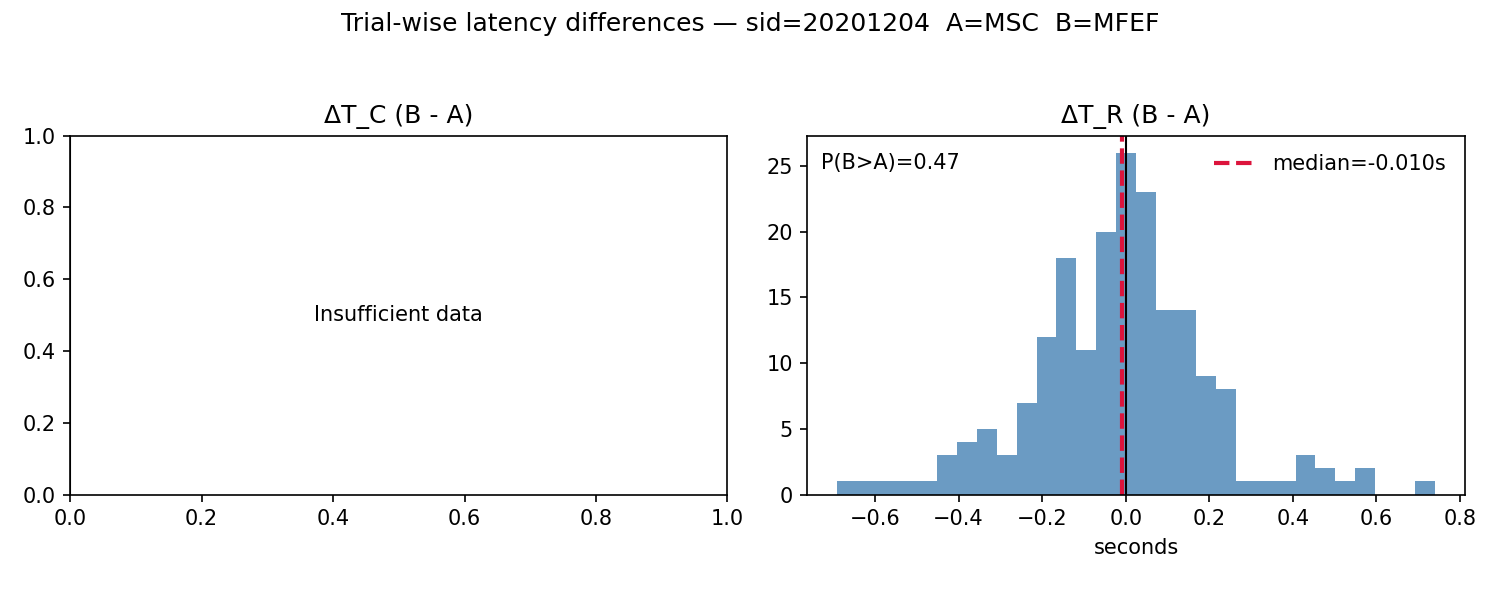 Trial-wise latency differences — sid=20201204  A=MSC  B=MFEF
ΔT_C (B - A)
1.0
0.8
0.6
0.4
0.2
0.0
Insufficient data
0.0 0.2 0.4 0.6 0.8 1.0
ΔT_R (B - A)
P(B>A)=0.47
median=-0.010s
25
20
15
10
5
0
−0.6 −0.4 −0.2 0.0 0.2 0.4 0.6 0.8
seconds